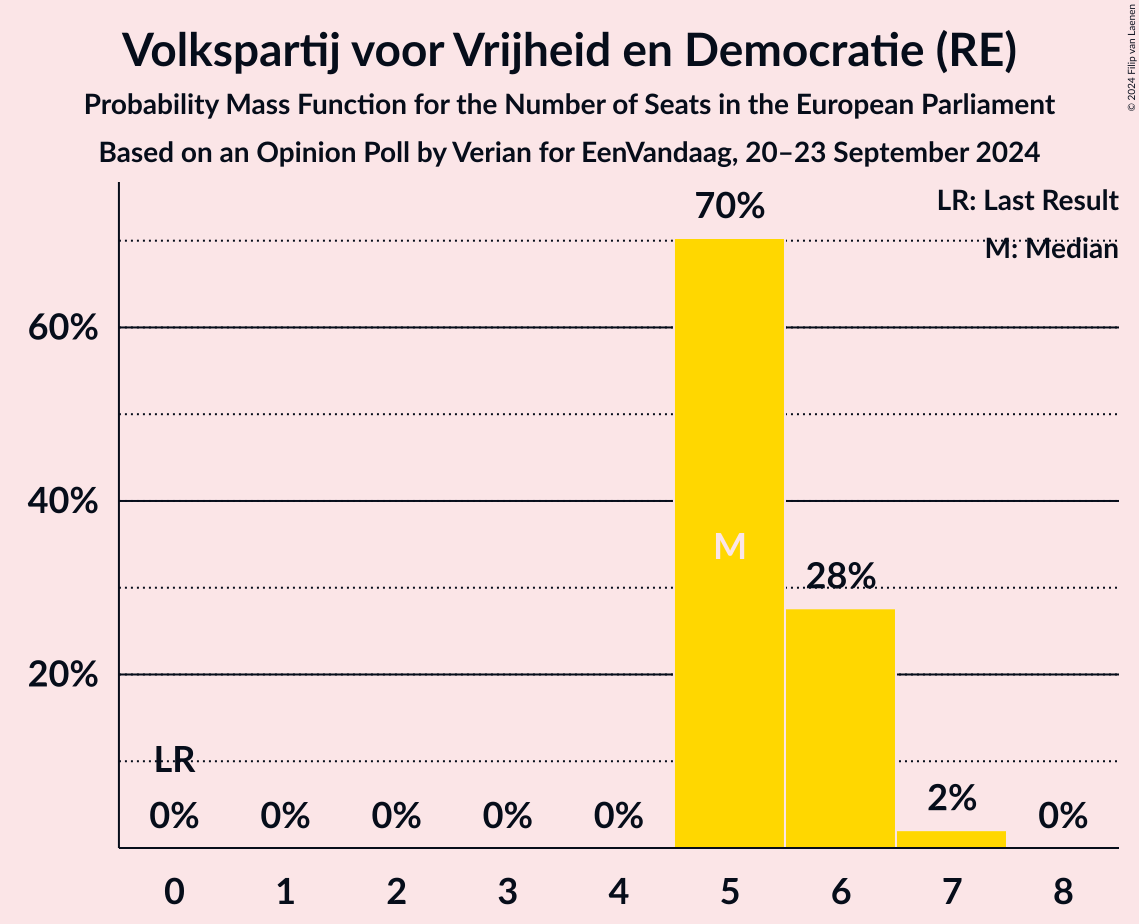 Volkspartij voor Vrijheid en Democratie (RE)
Probability Mass Function for the Number of Seats in the European Parliament
Based on an Opinion Poll by Verian for EenVandaag, 20–23 September 2024
© 2024 Filip van Laenen
LR: Last Result
M: Median
70%
60%
40%
M
28%
20%
LR
0% 0% 0% 0% 0% 2% 0%
0 1 2 3 4 5 6 7 8